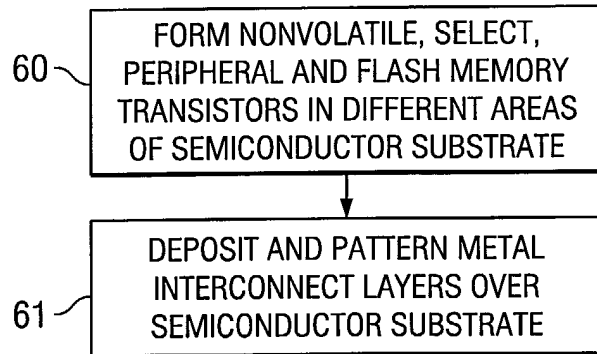 60
FORM NONVOLATILE, SELECT,
PERIPHERAL AND FLASH MEMORY
TRANSISTORS IN DIFFERENT AREAS
OF SEMICONDUCTOR SUBSTRATE
61
DEPOSIT AND PATTERN METAL
INTERCONNECT LAYERS OVER
SEMICONDUCTOR SUBSTRATE